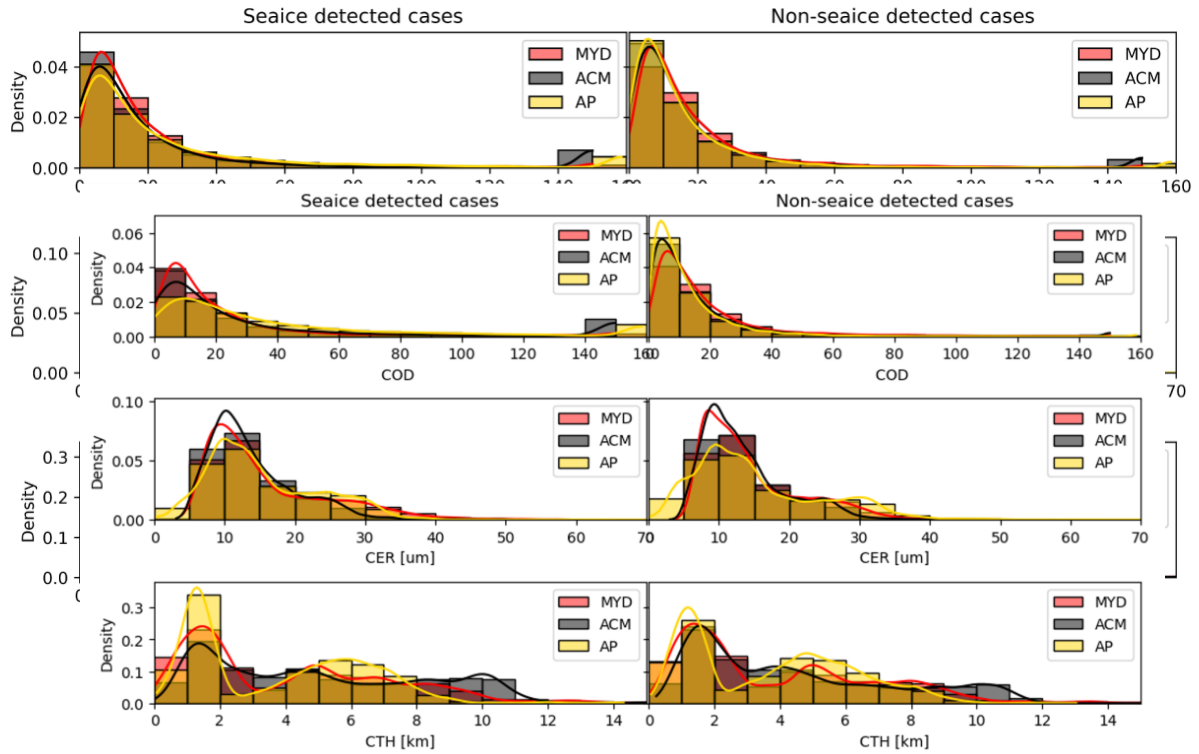 Seaice detected cases Non-seaice detected cases
MYD MYD
ACM ACM
AP AP
Density
0.04
0.02
0.00
0 20 40 60 80 100 120 140 20 40 60 80 100 120 140 160
Seaice detected cases Non-seaice detected cases
MYD MYD
ACM ACM
AP AP
Density
0.10
0.05
0.00
Density
0.06
0.04
0.02
0.00
0 20 40 60 80 100 120 140 160 0 20 40 60 80 100 120 140 160
COD COD
70
MYD MYD
ACM ACM
AP AP
Density
0.10
0.05
0.00
0 10 20 30 40 50 60 70 0 10 20 30 40 50 60 70
CER [um] CER [um]
Density
0.3
0.2
0.1
0.0
MYD MYD
ACM ACM
AP AP
Density
0.3
0.2
0.1
0.0
0 2 4 6 8 10 12 14 0 2 4 6 8 10 12 14
CTH [km] CTH [km]